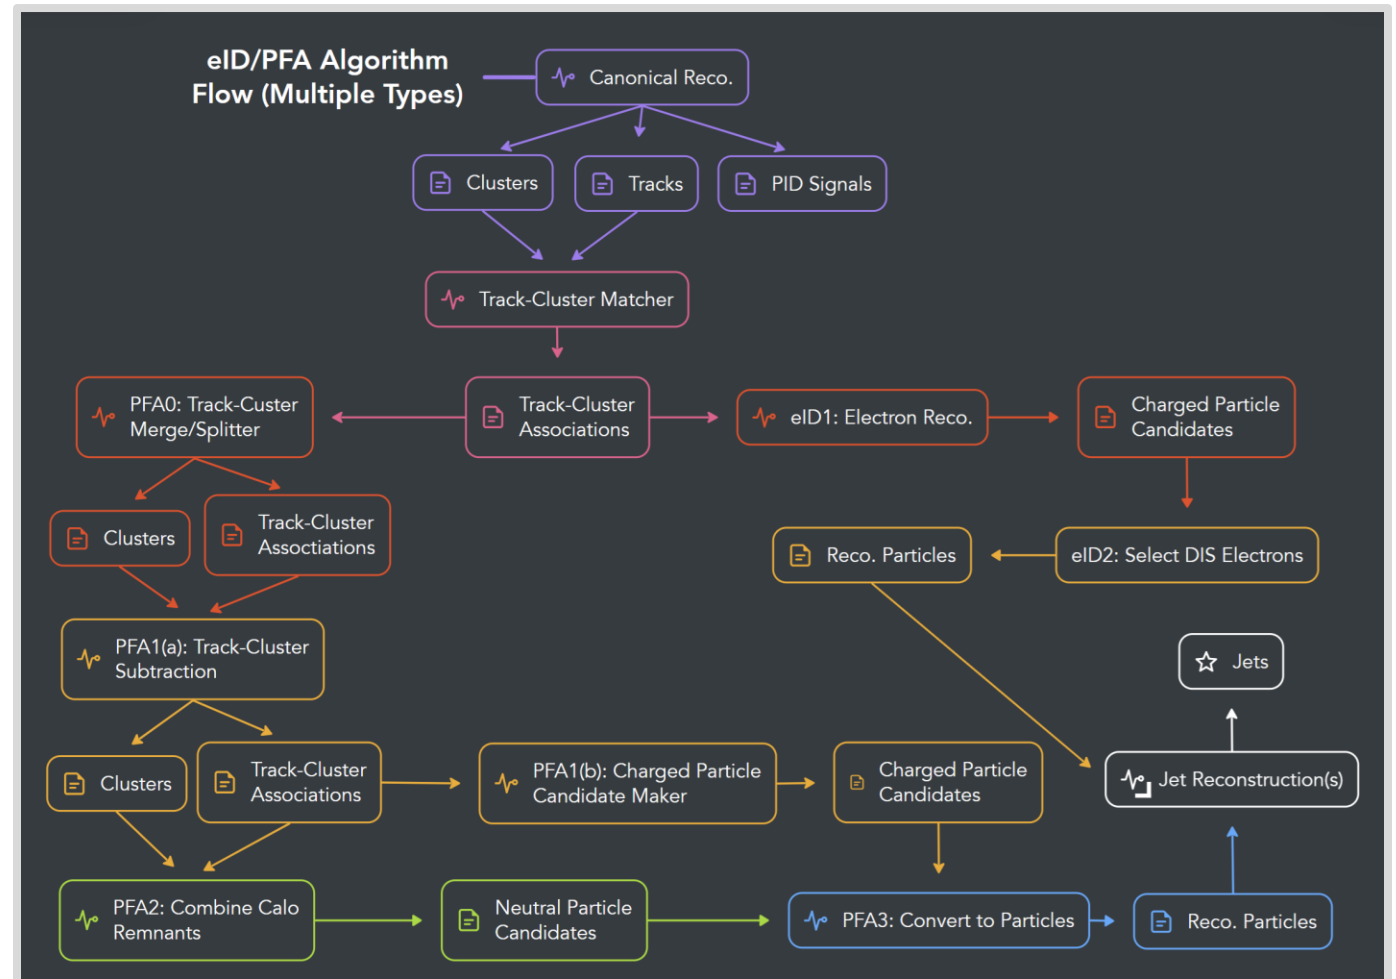 eID/PFA Algorithm
Flow (Multiple Types)
Canonical Reco.
Clusters
Tracks
PID Signals
Track-Cluster Matcher
PFA0: Track-Custer
Merge/Splitter
Track-Cluster
Associations
eID1: Electron Reco.
Charged Particle
Candidates
Clusters
Track-Cluster
Assoctiations
Reco. Particles
eID2: Select DIS Electrons
PFA1(a): Track-Cluster
Subtraction
Jets
Clusters
Track-Cluster
Associations
PFA1(b): Charged Particle
Candidate Maker
Charged Particle
Candidates
Jet Reconstruction(s)
PFA2: Combine Calo
Remnants
Neutral Particle
Candidates
PFA3: Convert to Particles
Reco. Particles